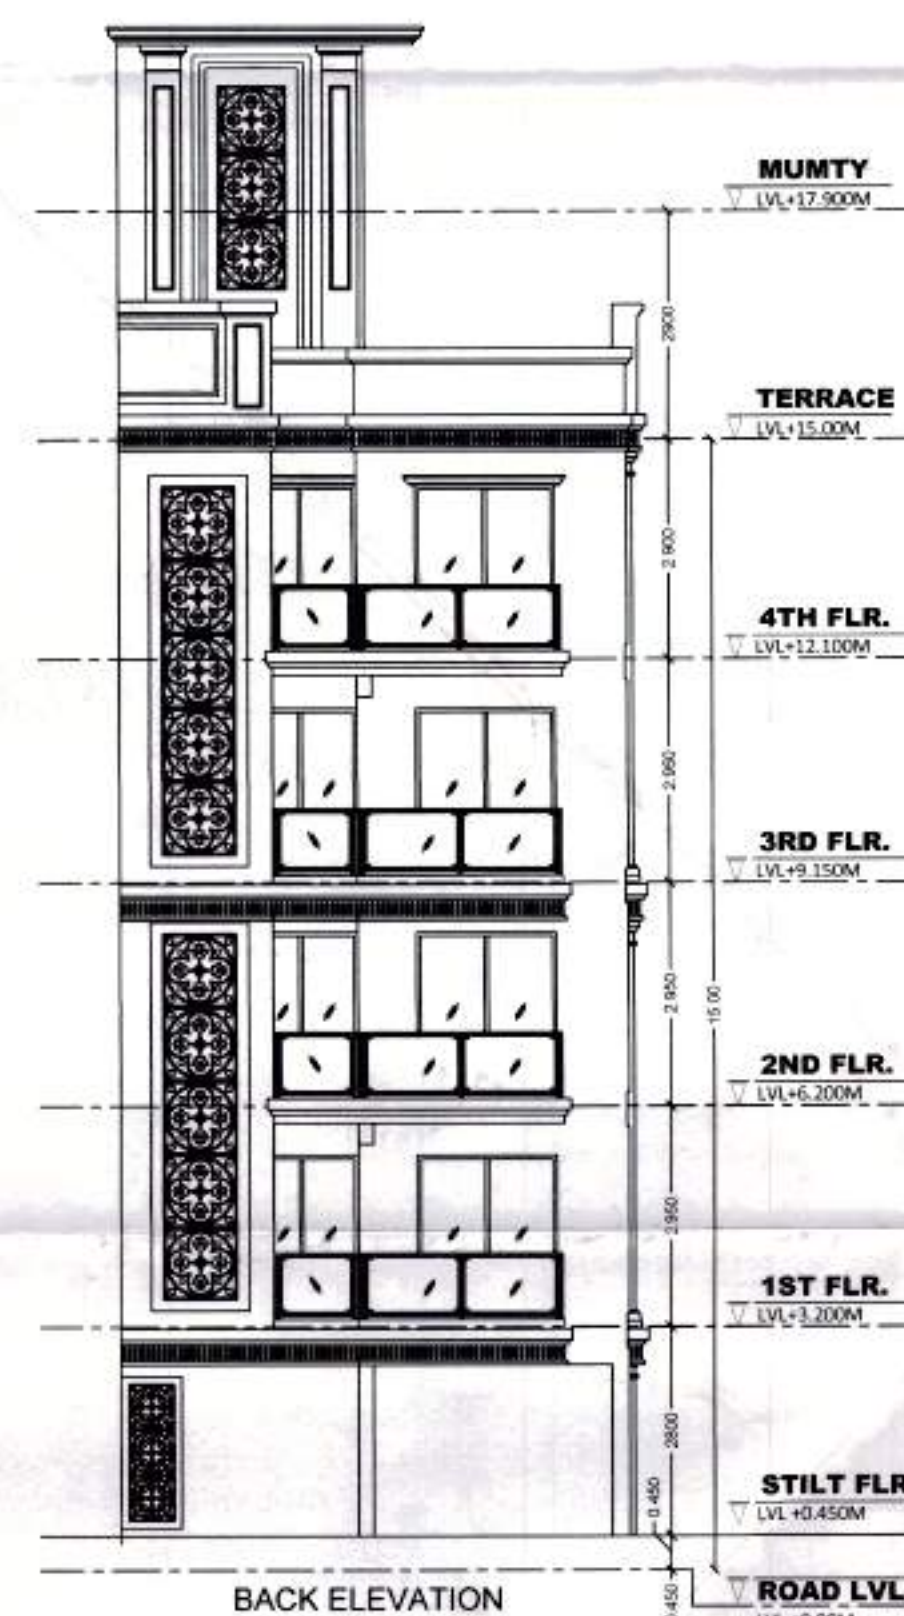 MUMTY
LVL+17.900M
2900
TERRACE
LVL+15.00M
2.900
4TH FLR.
LVL+12.100M
2.950
3RD FLR.
LVL+9.150M
2.950
15.00
2ND FLR.
LVL+6.200M
2.950
1ST FLR.
LVL+3.200M
2800
0.450
STILT FLR
LVL +0.450M
BACK ELEVATION
.450
ROAD LVL